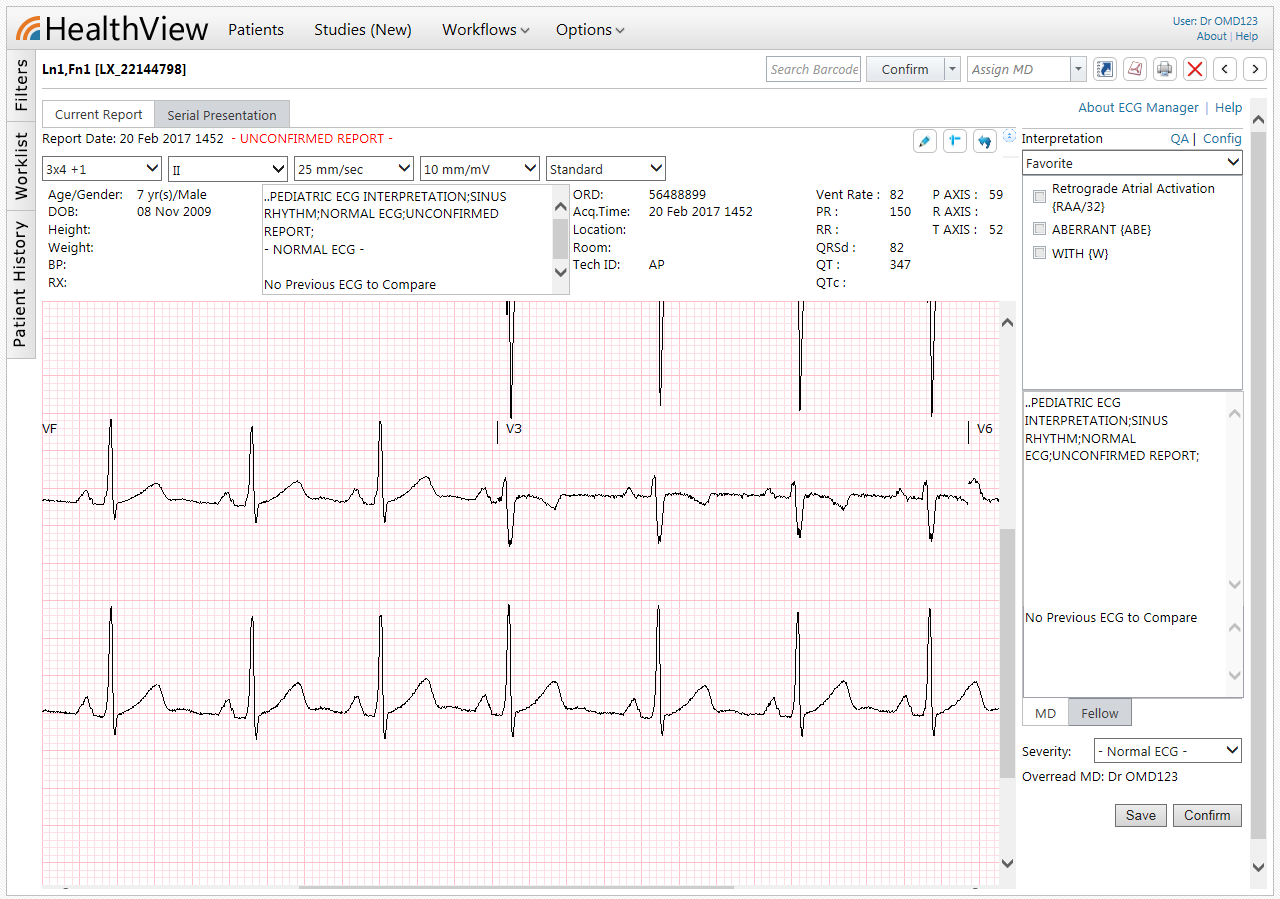 HealthView Patients Studies (New) Workflows Options
User: Dr OMD123
About | Help
Filters
Worklist
Patient History
Ln1,Fn1 [LX_22144798] Search Barcode Confirm Assign MD
Current Report Serial Presentation About ECG Manager | Help
Report Date: 20 Feb 2017 1452 - UNCONFIRMED REPORT -
3x4 +1 II 25 mm/sec 10 mm/mV Standard
Age/Gender: 7 yr(s)/Male
DOB: 08 Nov 2009
Height:
Weight:
BP:
RX:
..PEDIATRIC ECG INTERPRETATION;SINUS
RHYTHM;NORMAL ECG;UNCONFIRMED
REPORT;
- NORMAL ECG -
No Previous ECG to Compare
ORD: 56488899
Acq.Time: 20 Feb 2017 1452
Location:
Room:
Tech ID: AP
Vent Rate : 82 P AXIS : 59
PR : 150 R AXIS :
RR : T AXIS : 52
QRSd : 82
QT : 347
QTc :
VF V3 V6
Interpretation QA | Config
Favorite
Retrograde Atrial Activation
{RAA/32}
ABERRANT {ABE}
WITH {W}
..PEDIATRIC ECG
INTERPRETATION;SINUS
RHYTHM;NORMAL
ECG;UNCONFIRMED REPORT;
No Previous ECG to Compare
MD Fellow
Severity: - Normal ECG -
Overread MD: Dr OMD123
Save Confirm